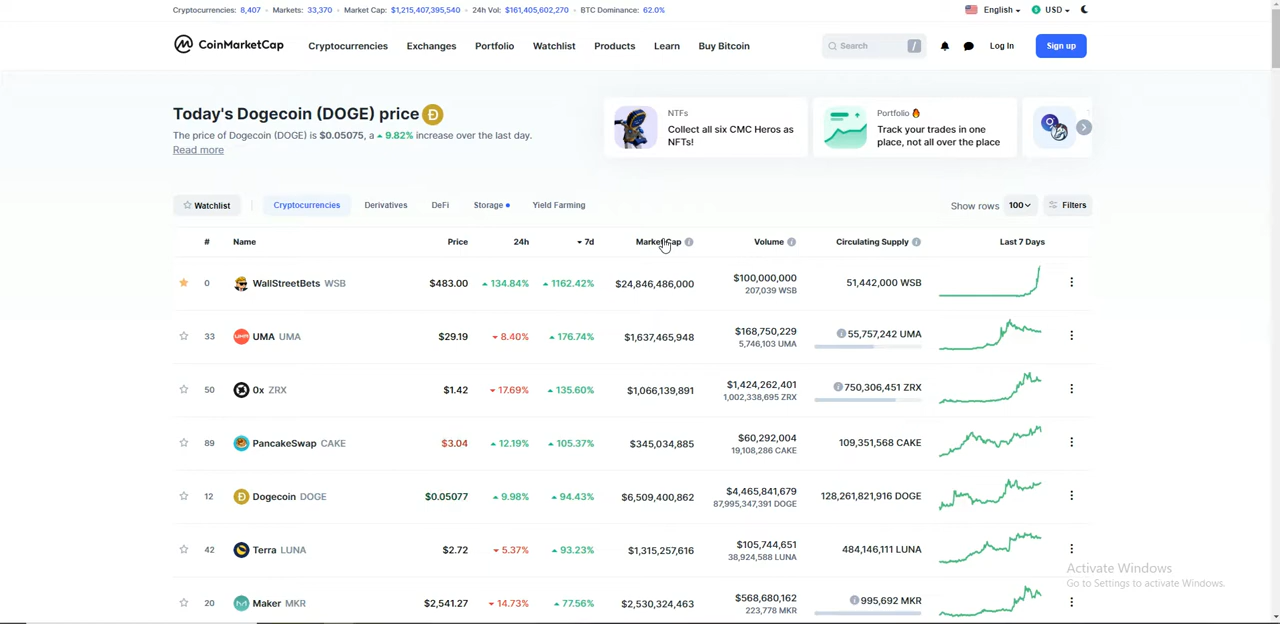 Cryptocurrencies: 8,407 Markets: 33,370 Market Cap: $1,215,407,395,540 24h Vol: $161,405,602,270 BTC Dominance: 62.0% English USD
CoinMarketCap Cryptocurrencies Exchanges Portfolio Watchlist Products Learn Buy Bitcoin Search / Log In Sign up
Today's Dogecoin (DOGE) price
The price of Dogecoin (DOGE) is $0.05075, a 9.82% increase over the last day.
Read more
NTFs
Collect all six CMC Heros as
NFTs!
Portfolio
Track your trades in one
place, not all over the place
Watchlist Cryptocurrencies Derivatives DeFi Storage Yield Farming Show rows 100 Filters
# Name Price 24h 7d Market Cap Volume Circulating Supply Last 7 Days
0 WallStreetBets WSB $483.00 134.84% 1162.42% $24,846,486,000 $100,000,000 51,442,000 WSB
207,039 WSB
33 UMA UMA $29.19 8.40% 176.74% $1,637,465,948 $168,750,229 55,757,242 UMA
5,746,103 UMA
50 0x ZRX $1.42 17.69% 135.60% $1,066,139,891 $1,424,262,401 750,306,451 ZRX
1,002,338,695 ZRX
89 PancakeSwap CAKE $3.04 12.19% 105.37% $345,034,885 $60,292,004 109,351,568 CAKE
19,108,286 CAKE
12 Dogecoin DOGE $0.05077 9.98% 94.43% $6,509,400,862 $4,465,841,679 128,261,821,916 DOGE
87,995,347,391 DOGE
42 Terra LUNA $2.72 5.37% 93.23% $1,315,257,616 $105,744,651 484,146,111 LUNA
38,924,588 LUNA
20 Maker MKR $2,541.27 14.73% 77.56% $2,530,324,463 $568,680,162 995,692 MKR
223,778 MKR
Activate Windows
Go to Settings to activate Windows.